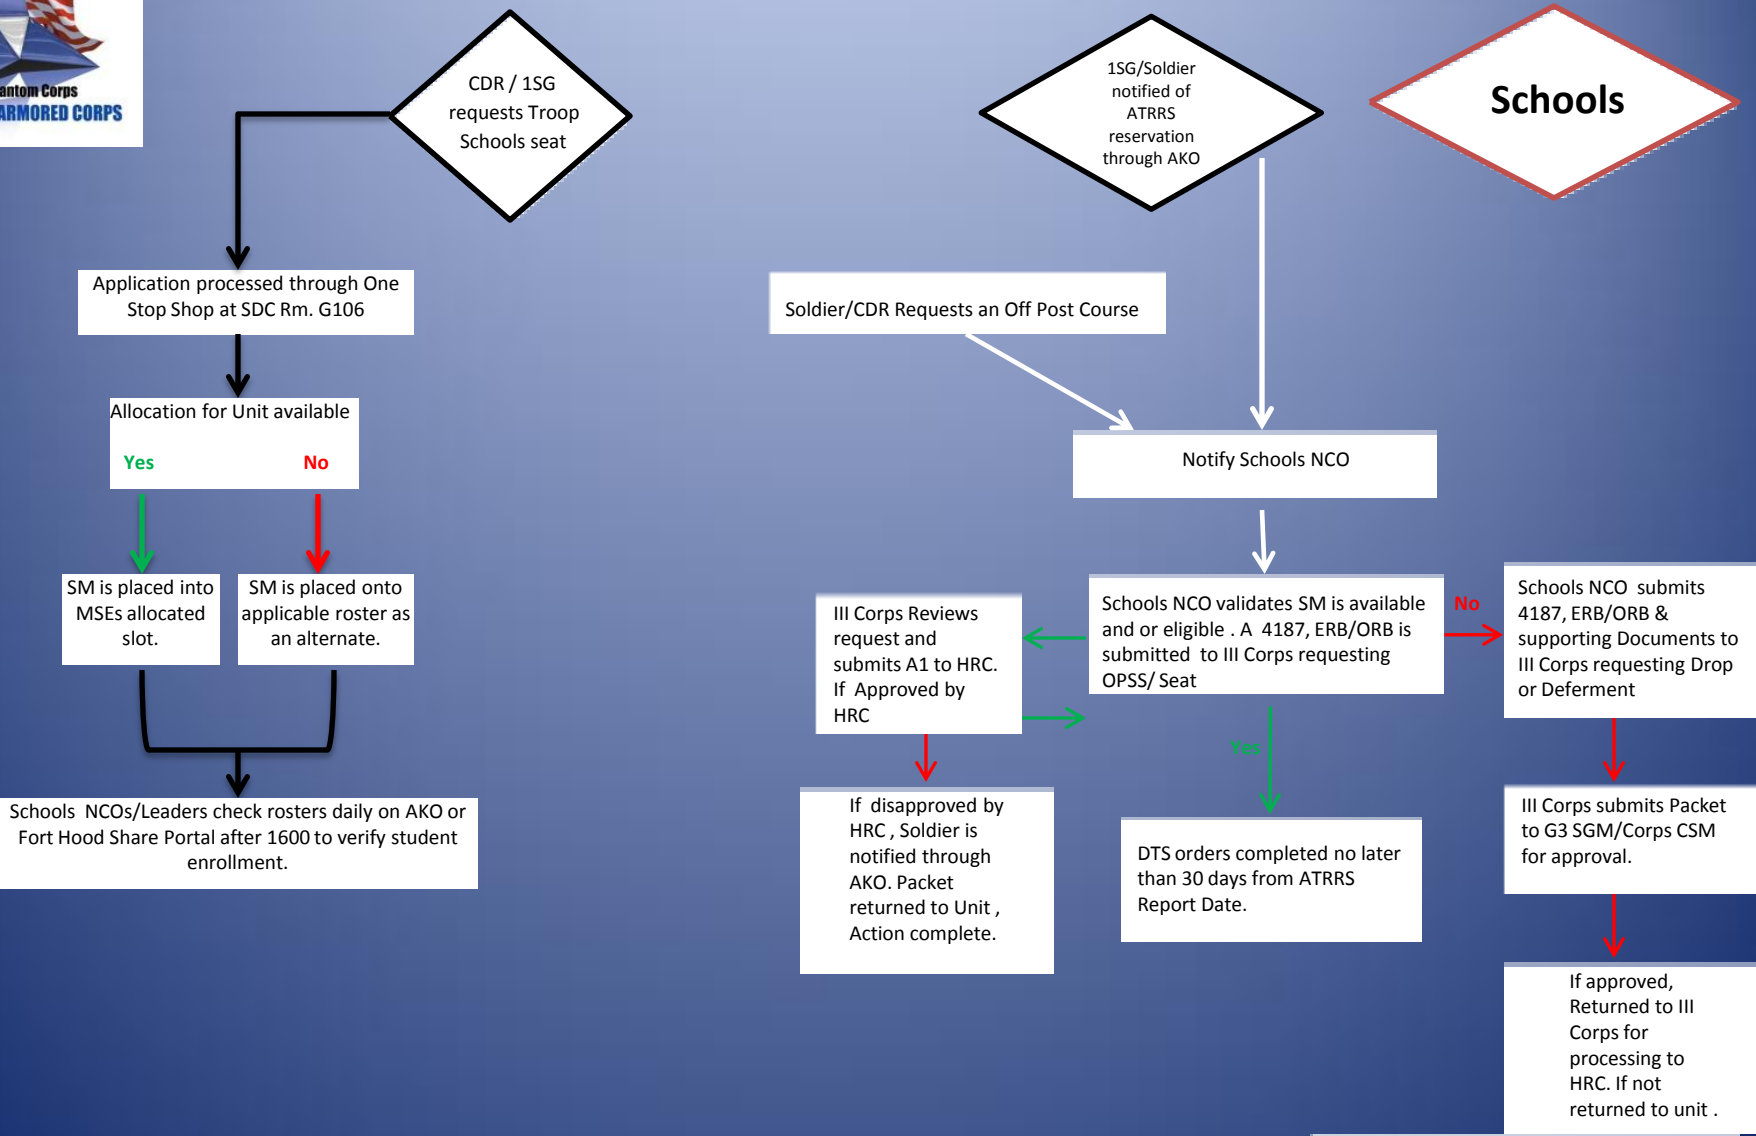 antom Corps
ARMORED CORPS
CDR / 1SG
requests Troop
Schools seat
Application processed through One
Stop Shop at SDC Rm. G106
Allocation for Unit available
Yes
No
SM is placed into
MSEs allocated
slot.
SM is placed onto
applicable roster as
an alternate.
Schools NCOs/Leaders check rosters daily on AKO or
Fort Hood Share Portal after 1600 to verify student
enrollment.
1SG/Soldier
notified of
ATRRS
reservation
through AKO
Schools
Soldier/CDR Requests an Off Post Course
Notify Schools NCO
III Corps Reviews
request and
submits A1 to HRC.
If Approved by
HRC
Schools NCO validates SM is available
and or eligible . A 4187, ERB/ORB is
submitted to III Corps requesting
OPSS/ Seat
No
Schools NCO submits
4187, ERB/ORB &
supporting Documents to
III Corps requesting Drop
or Deferment
Yes
If disapproved by
HRC , Soldier is
notified through
AKO. Packet
returned to Unit ,
Action complete.
DTS orders completed no later
than 30 days from ATRRS
Report Date.
III Corps submits Packet
to G3 SGM/Corps CSM
for approval.
If approved,
Returned to III
Corps for
processing to
HRC. If not
returned to unit .